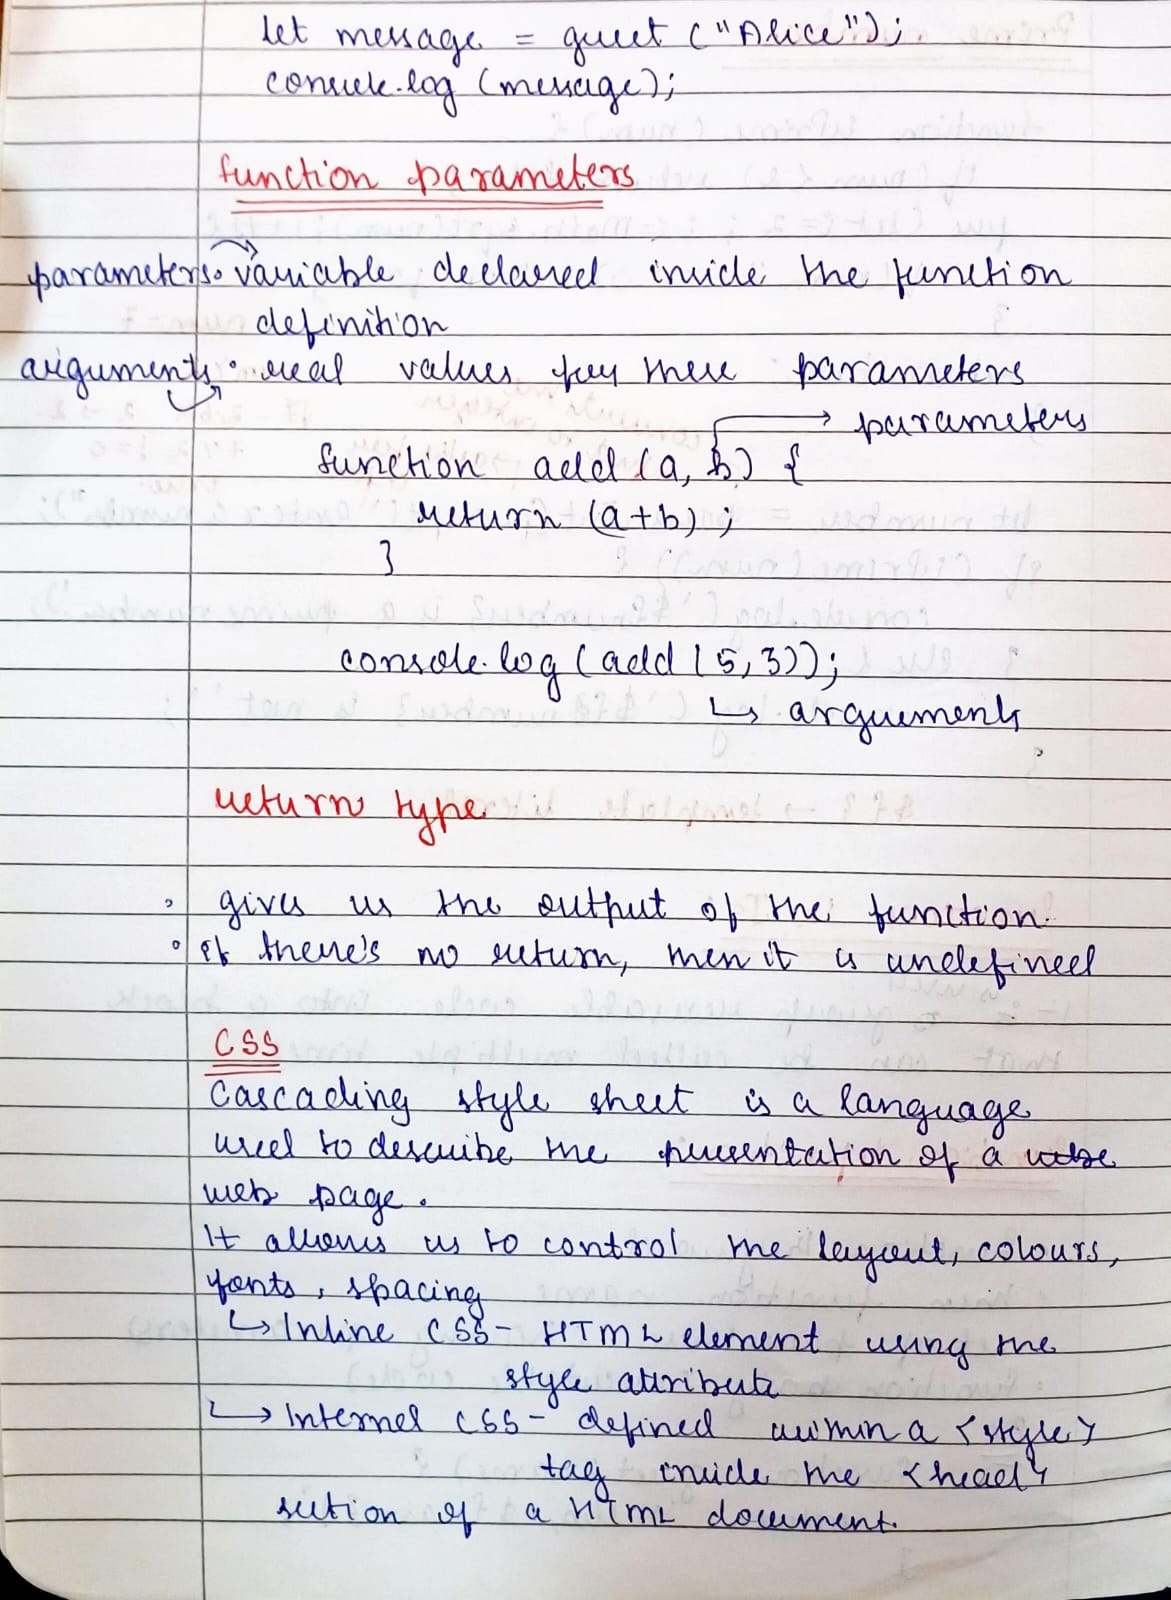 let message = greet ("Alice");
console.log (message);
function parameters
parameters • variable declared inside the function
definition
arguments • real values for these parameters
→ parameters
function add (a, b) {
return (a+b) ;
}
console.log (add (5,3));
↳ arguements
return type
• gives us the output of the function.
• if there's no return, then it is undefined
CSS
Cascading style sheet is a language
used to describe the presentation of a
web page.
It allows us to control the layout, colours,
fonts, spacing
↳ Inline CSS - HTML element using the
style attribute
↳ Internal CSS - defined within a <style>
tag inside the <head>
section of a HTML document.